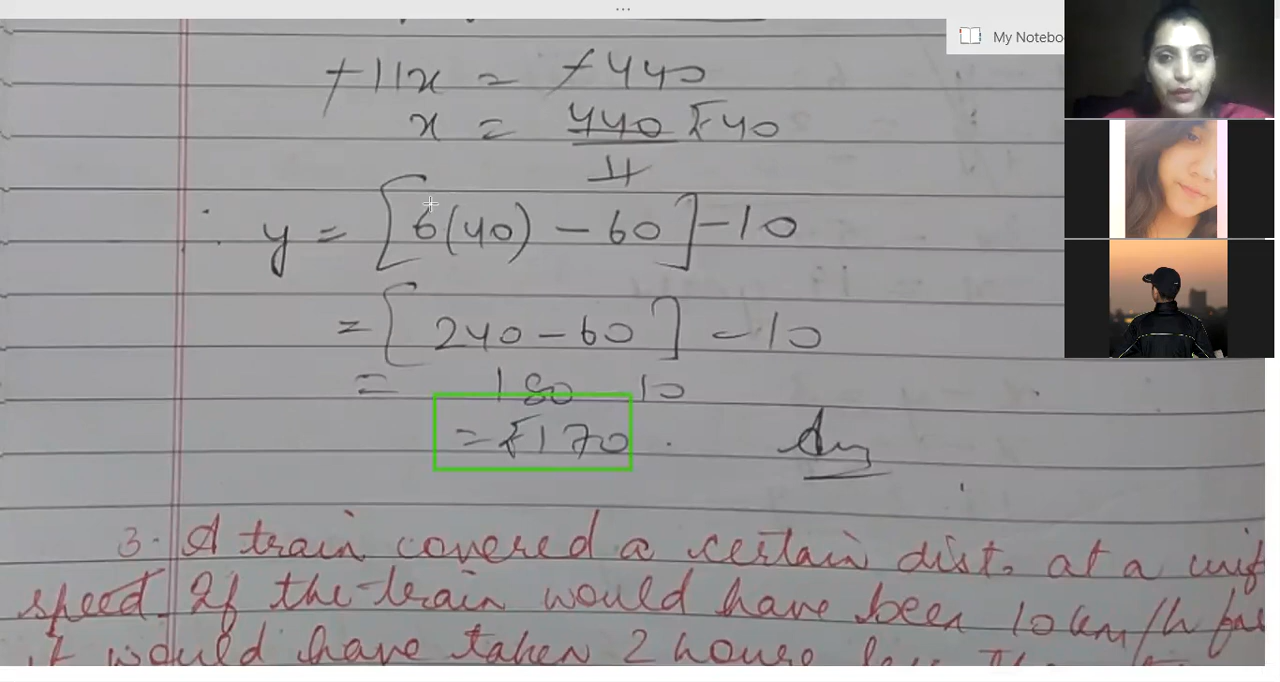 ...
My Notebo
+11x = +440
x = 440/11 ₹40
∴ y = [6(40) - 60] - 10
= [240 - 60] - 10
= 180 10
= ₹170. Ans
3. A train covered a certain dist. at a unif
speed. If the train would have been 10 km/h fas
it would have taken 2 hours less